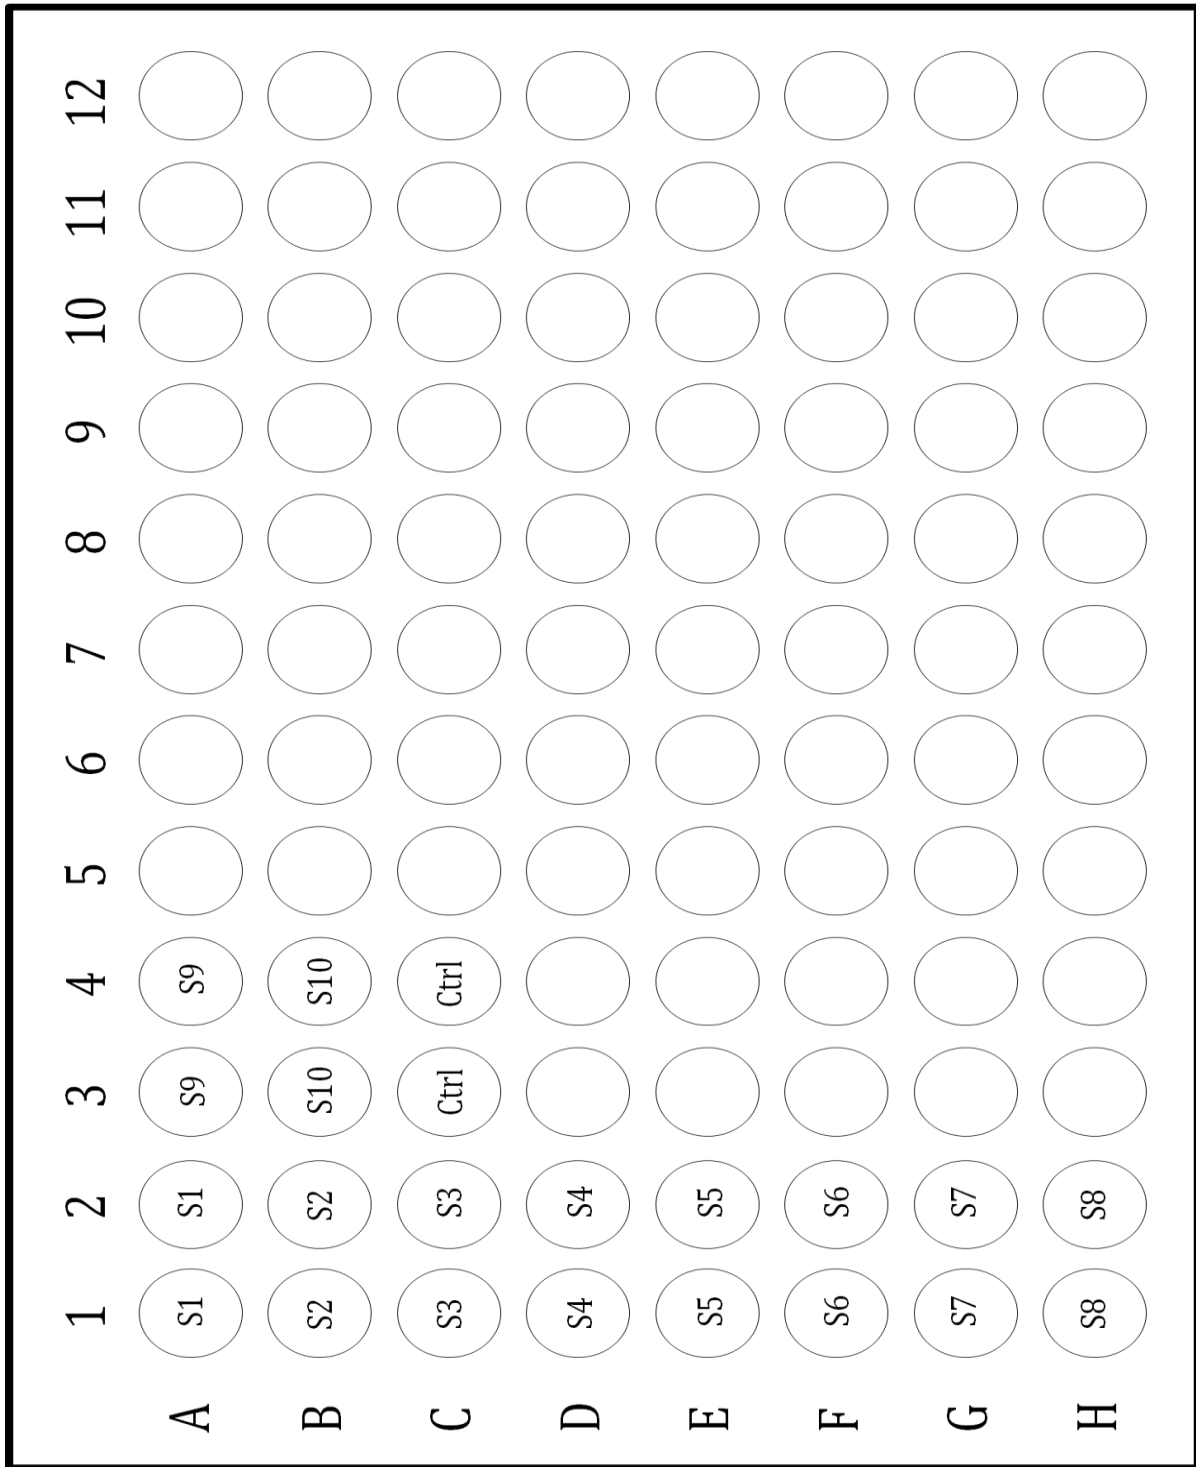 1 2 3 4 5 6 7 8 9 10 11 12
A S1 S1 S9 S9
B S2 S2 S10 S10
C S3 S3 Ctrl Ctrl
D S4 S4
E S5 S5
F S6 S6
G S7 S7
H S8 S8